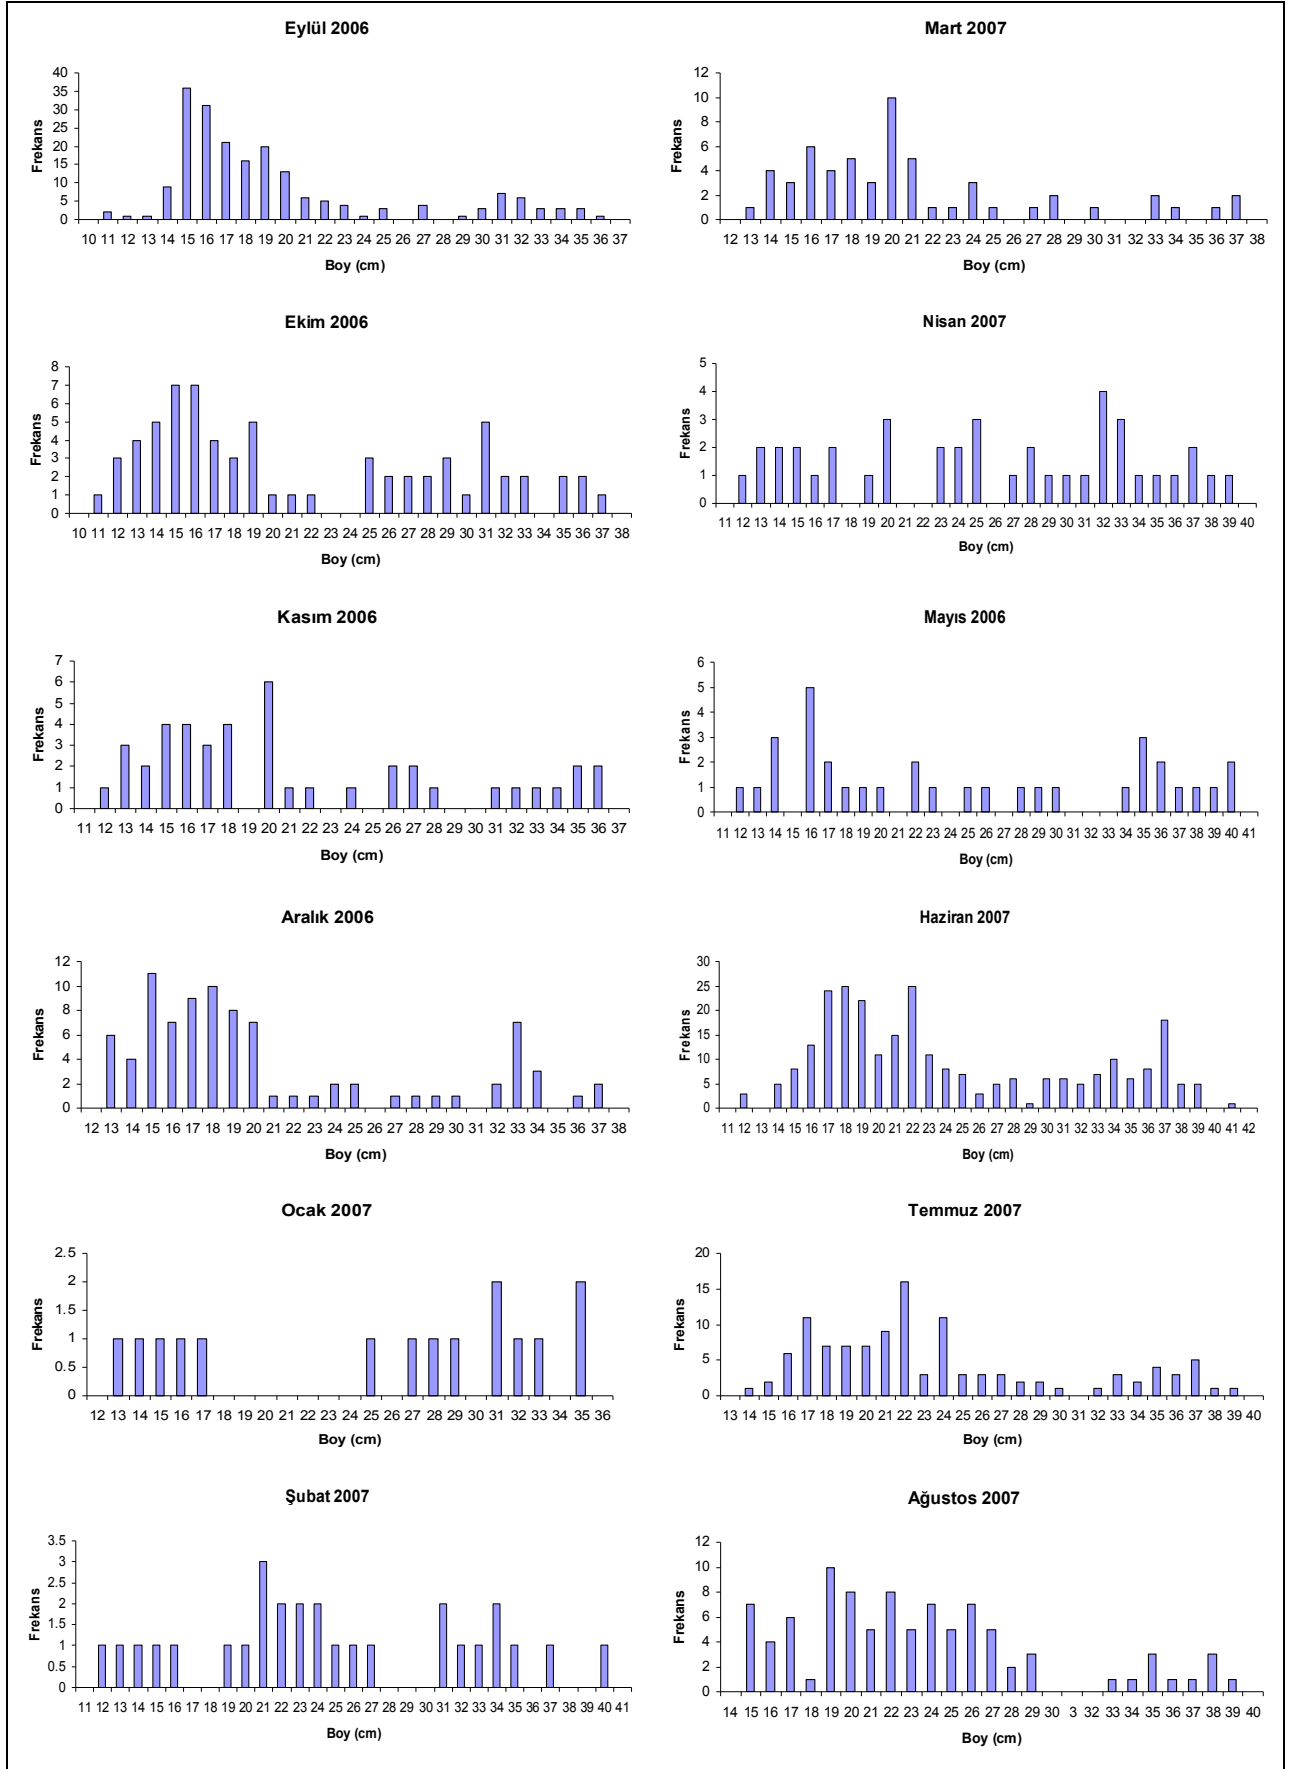 Eylül 2006
40
35
30
25
20
15
10
5
0
Frekans
10 11 12 13 14 15 16 17 18 19 20 21 22 23 24 25 26 27 29 30 31 32 33 34 35 36 37
Boy (cm)
Mart 2007
12
10
8
6
4
2
0
Frekans
12 13 14 15 16 17 18 19 20 21 22 23 24 25 26 27 28 29 30 31 32 33 34 35 36 37 38
Boy (cm)
Ekim 2006
8
7
6
5
4
3
2
1
0
Frekans
10 11 12 13 14 15 16 17 18 19 20 21 22 23 24 25 26 27 28 29 30 31 32 33 34 35 36 37 38
Boy (cm)
Nisan 2007
5
4
3
2
1
0
Frekans
11 12 13 14 15 16 17 18 19 20 21 22 23 24 25 26 27 28 29 30 31 32 33 34 35 36 37 38 39 40
Boy (cm)
Kasım 2006
7
6
5
4
3
2
1
0
Frekans
11 12 13 14 15 16 17 18 19 20 21 22 23 24 25 26 27 28 29 30 31 32 33 34 35 36 37
Boy (cm)
Mayıs 2006
6
5
4
3
2
1
0
Frekans
11 12 13 14 15 16 17 18 19 20 21 22 23 24 25 26 27 28 29 30 31 32 33 34 35 36 37 38 39 40 41
Boy (cm)
Aralık 2006
12
10
8
6
4
2
0
Frekans
12 13 14 15 16 17 18 19 20 21 22 23 24 25 26 27 28 29 30 31 32 33 34 35 36 37 38
Boy (cm)
Haziran 2007
30
25
20
15
10
5
0
Frekans
11 12 13 14 15 16 17 18 19 20 21 22 23 24 25 26 27 28 29 30 31 32 33 34 35 36 37 38 39 40 41 42
Boy (cm)
Ocak 2007
2.5
2
1.5
1
0.5
0
Frekans
12 13 14 15 16 17 18 19 20 21 22 23 24 25 26 27 28 29 30 31 32 33 34 35 36
Boy (cm)
Temmuz 2007
20
15
10
5
0
Frekans
13 14 15 16 17 18 19 20 21 22 23 24 25 26 27 28 29 30 31 32 33 34 35 36 37 38 39 40
Boy (cm)
Şubat 2007
3.5
3
2.5
2
1.5
1
0.5
0
Frekans
11 12 13 14 15 16 17 18 19 20 21 22 23 24 25 26 27 28 29 30 31 32 33 34 35 36 37 38 39 40 41
Boy (cm)
Ağustos 2007
12
10
8
6
4
2
0
Frekans
14 15 16 17 18 19 20 21 22 23 24 25 26 27 28 29 30 3 32 33 34 35 36 37 38 39 40
Boy (cm)